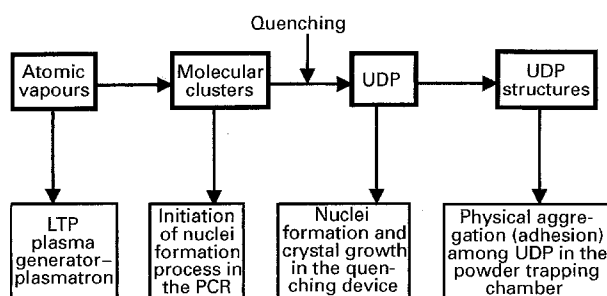 Quenching
Atomic
vapours
Molecular
clusters
UDP
UDP
structures
LTP
plasma
generator–
plasmatron
Initiation
of nuclei
formation
process in
the PCR
Nuclei
formation and
crystal growth
in the quen-
ching device
Physical aggre-
gation (adhesion)
among UDP in the
powder trapping
chamber